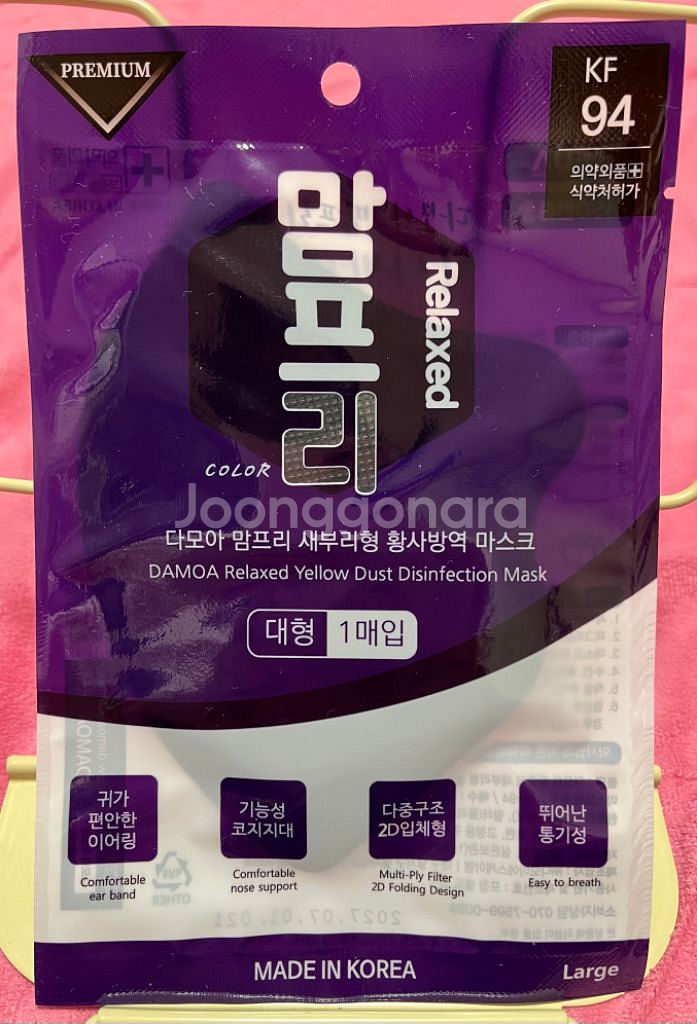 PREMIUM
KF
94
의약외품
식약처허가
맘프리
Relaxed
COLOR
Joonggonara
다모아 맘프리 새부리형 황사방역 마스크
DAMOA Relaxed Yellow Dust Disinfection Mask
대형 1매입
귀가
편안한
이어링
Comfortable
ear band
기능성
코지지대
Comfortable
nose support
다중구조
2D입체형
Multi-Ply Filter
2D Folding Design
뛰어난
통기성
Easy to breath
OTHER
2027.07.01.021
MADE IN KOREA
Large